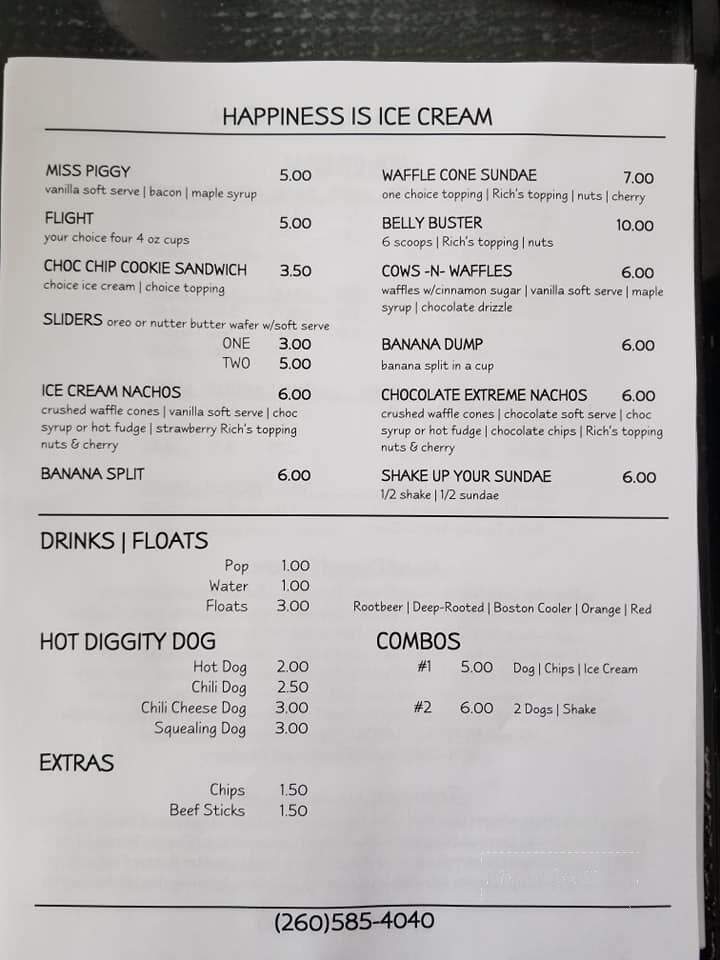 HAPPINESS IS ICE CREAM
MISS PIGGY 5.00
vanilla soft serve | bacon | maple syrup
FLIGHT 5.00
your choice four 4 oz cups
CHOC CHIP COOKIE SANDWICH 3.50
choice ice cream | choice topping
SLIDERS oreo or nutter butter wafer w/soft serve
ONE 3.00
TWO 5.00
ICE CREAM NACHOS 6.00
crushed waffle cones | vanilla soft serve | choc
syrup or hot fudge | strawberry Rich's topping
nuts & cherry
BANANA SPLIT 6.00
WAFFLE CONE SUNDAE 7.00
one choice topping | Rich's topping | nuts | cherry
BELLY BUSTER 10.00
6 scoops | Rich's topping | nuts
COWS -N- WAFFLES 6.00
waffles w/cinnamon sugar | vanilla soft serve | maple
syrup | chocolate drizzle
BANANA DUMP 6.00
banana split in a cup
CHOCOLATE EXTREME NACHOS 6.00
crushed waffle cones | chocolate soft serve | choc
syrup or hot fudge | chocolate chips | Rich's topping
nuts & cherry
SHAKE UP YOUR SUNDAE 6.00
1/2 shake | 1/2 sundae
DRINKS | FLOATS
Pop 1.00
Water 1.00
Floats 3.00 Rootbeer | Deep-Rooted | Boston Cooler | Orange | Red
HOT DIGGITY DOG
Hot Dog 2.00
Chili Dog 2.50
Chili Cheese Dog 3.00
Squealing Dog 3.00
COMBOS
#1 5.00 Dog | Chips | Ice Cream
#2 6.00 2 Dogs | Shake
EXTRAS
Chips 1.50
Beef Sticks 1.50
(260)585-4040